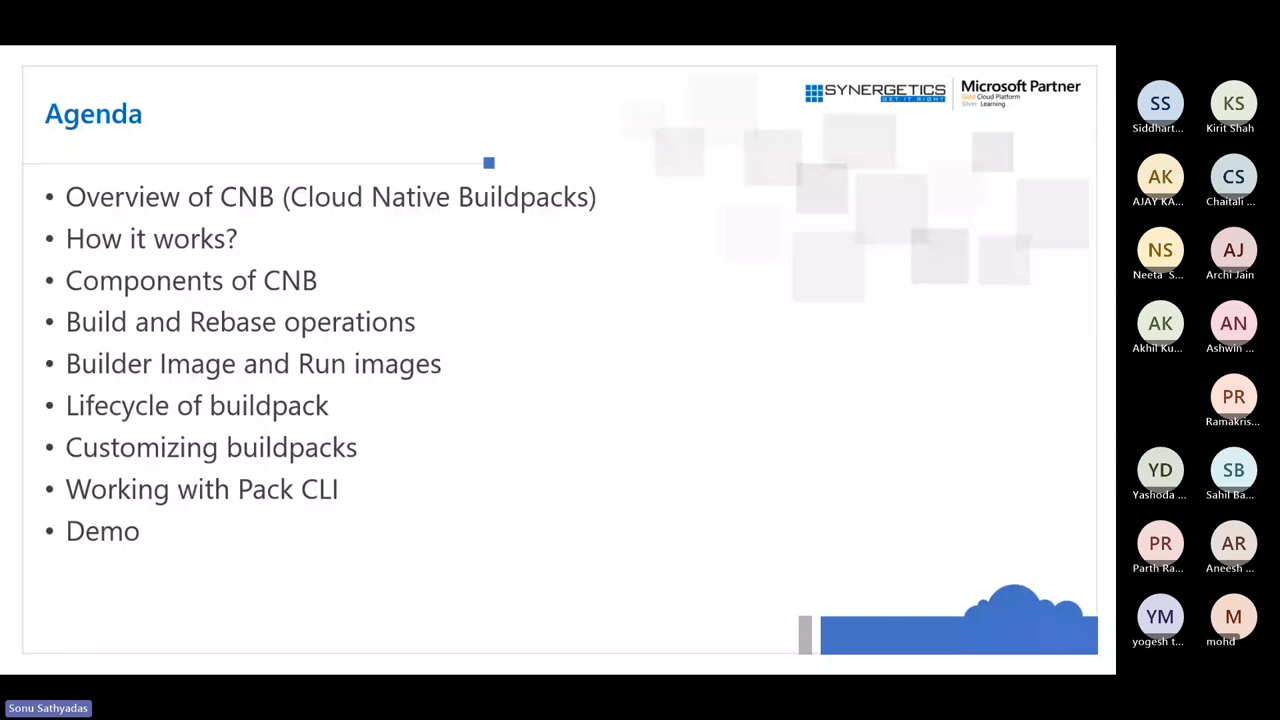 Agenda
SYNERGETICS
GET IT RIGHT
Microsoft Partner
Gold Cloud Platform
Silver Learning
• Overview of CNB (Cloud Native Buildpacks)
• How it works?
• Components of CNB
• Build and Rebase operations
• Builder Image and Run images
• Lifecycle of buildpack
• Customizing buildpacks
• Working with Pack CLI
• Demo
SS
Siddhart...
KS
Kirit Shah
AK
AJAY KA...
CS
Chaitali ...
NS
Neeta S...
AJ
Archi Jain
AK
Akhil Ku...
AN
Ashwin ...
PR
Ramakris...
YD
Yashoda ...
SB
Sahil Ba...
PR
Parth Ra...
AR
Aneesh ...
YM
yogesh t...
M
mohd
Sonu Sathyadas